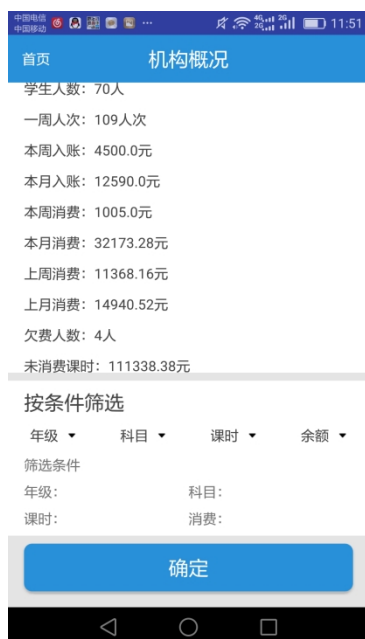 中国电信
中国移动
4G 2G 2G 11:51
首页 机构概况
学生人数：70人
一周人次：109人次
本周入账：4500.0元
本月入账：12590.0元
本周消费：1005.0元
本月消费：32173.28元
上周消费：11368.16元
上月消费：14940.52元
欠费人数：4人
未消费课时：111338.38元
按条件筛选
年级 科目 课时 余额
筛选条件
年级： 科目：
课时： 消费：
确定